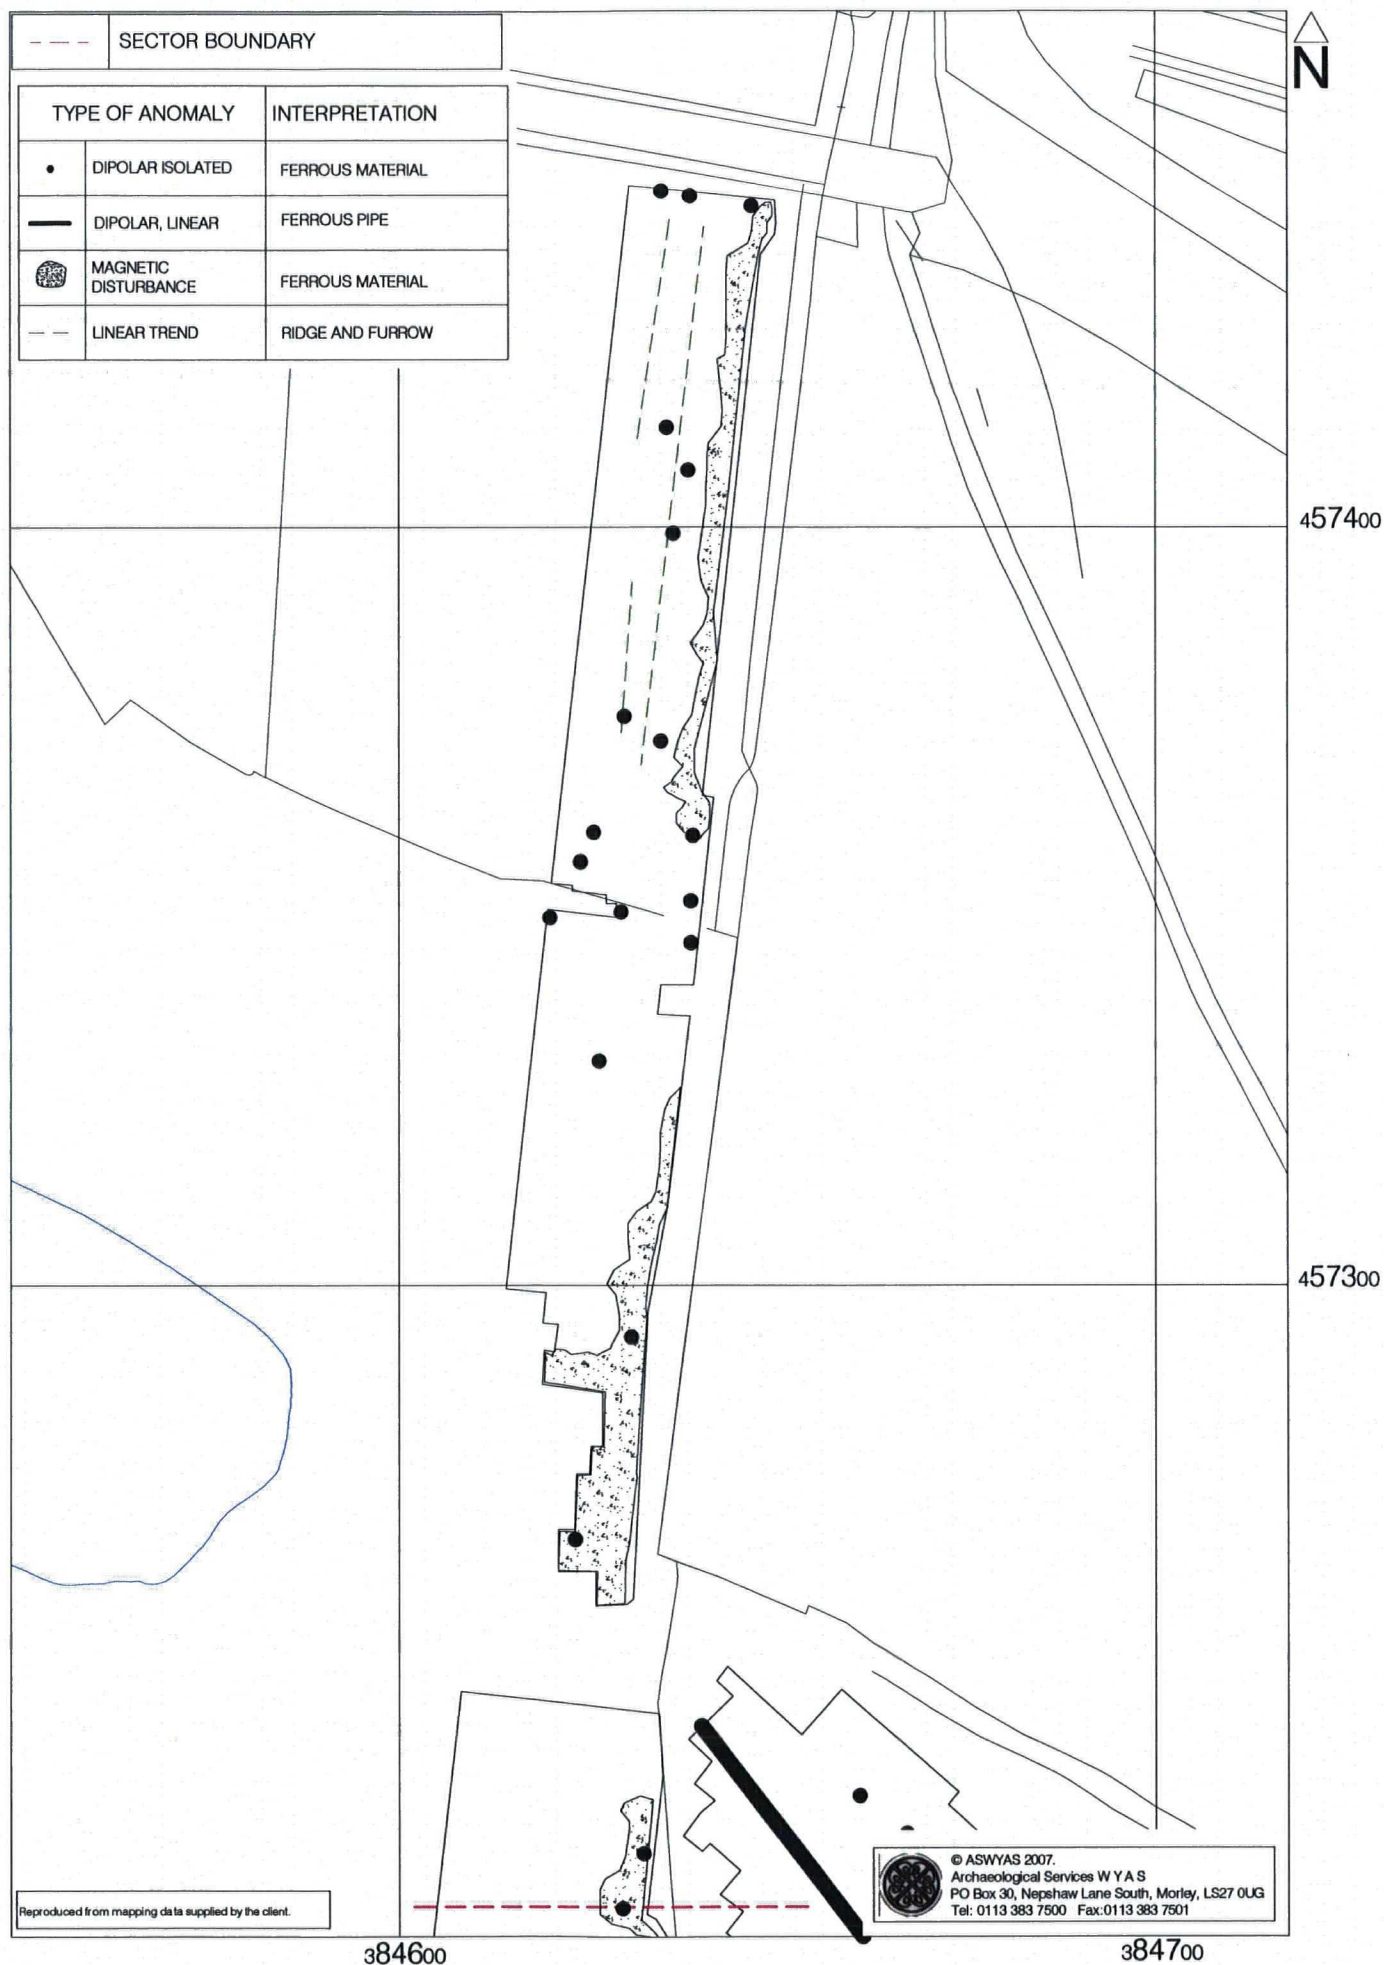 SECTOR BOUNDARY
N
TYPE OF ANOMALY INTERPRETATION
DIPOLAR ISOLATED FERROUS MATERIAL
DIPOLAR, LINEAR FERROUS PIPE
MAGNETIC
DISTURBANCE FERROUS MATERIAL
LINEAR TREND RIDGE AND FURROW
457400
457300
© ASWYAS 2007.
Archaeological Services W Y A S
PO Box 30, Nepshaw Lane South, Morley, LS27 0UG
Tel: 0113 383 7500 Fax:0113 383 7501
Reproduced from mapping data supplied by the client.
384600
384700